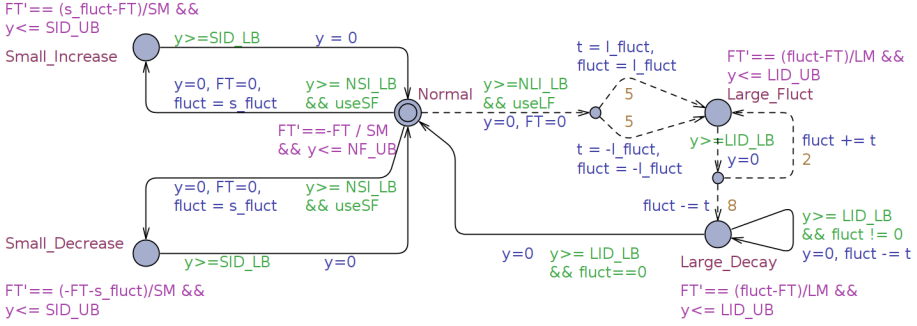 FT'== (s_fluct-FT)/SM &&
y<= SID_UB
Small_Increase
y>=SID_LB
y = 0
y=0, FT=0,
fluct = s_fluct
y>= NSI_LB
&& useSF
Normal
FT'==-FT / SM
&& y<= NF_UB
y=0, FT=0,
fluct = s_fluct
y>= NSI_LB
&& useSF
Small_Decrease
y>=SID_LB
y=0
FT'== (-FT-s_fluct)/SM &&
y<= SID_UB
y>=NLI_LB
&& useLF
y=0, FT=0
t = l_fluct,
fluct = l_fluct
5
5
t = -l_fluct,
fluct = -l_fluct
FT'== (fluct-FT)/LM &&
y<= LID_UB
Large_Fluct
y>=LID_LB
y=0
fluct += t
2
fluct -= t
8
y>= LID_LB
&& fluct != 0
y=0, fluct -= t
Large_Decay
y=0
y>= LID_LB
&& fluct==0
FT'== (fluct-FT)/LM &&
y<= LID_UB